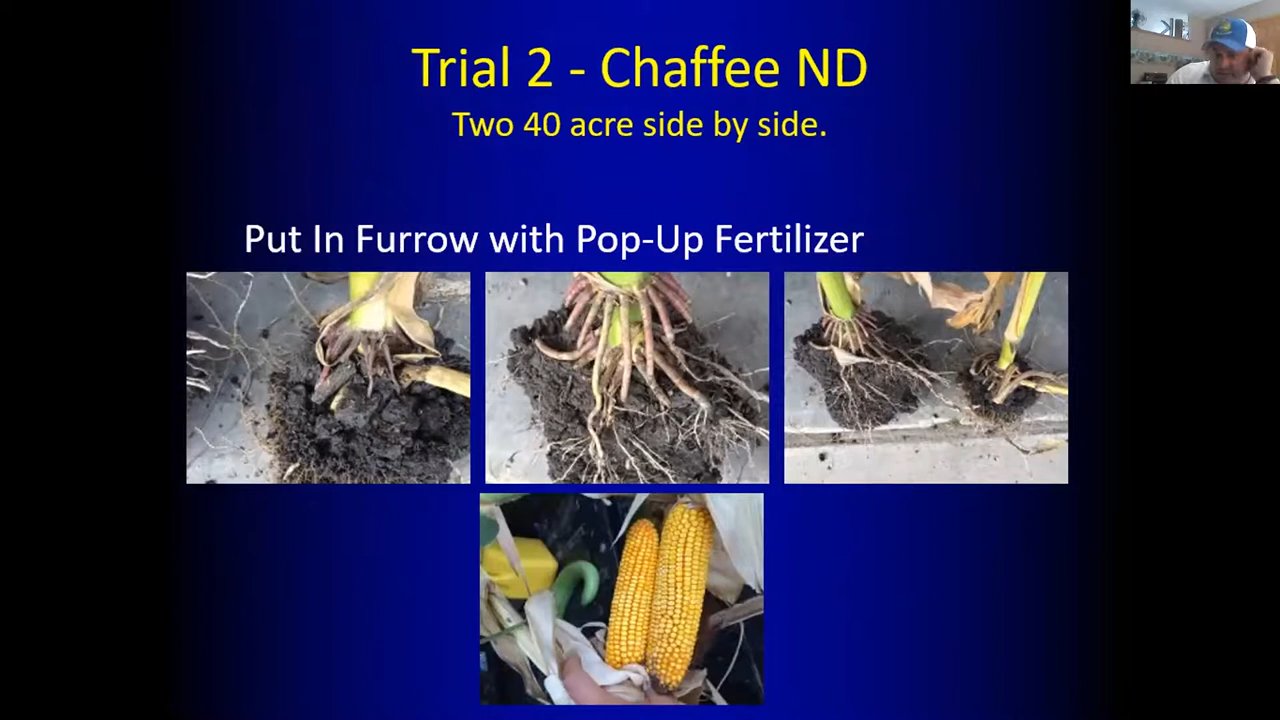 Trial 2 - Chaffee ND
Two 40 acre side by side.
Put In Furrow with Pop-Up Fertilizer